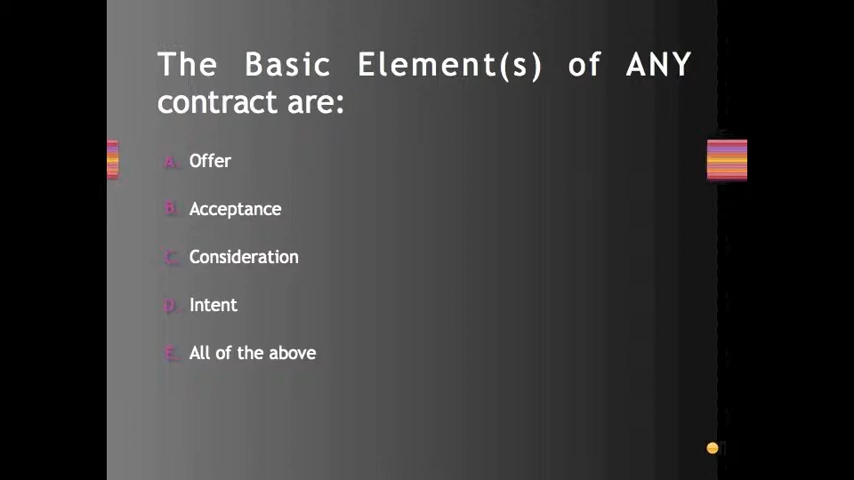 The Basic Element(s) of ANY
contract are:
A. Offer
B. Acceptance
C. Consideration
D. Intent
E. All of the above